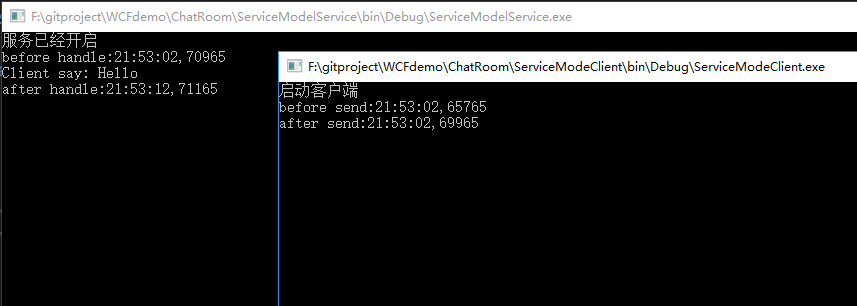 F:\gitproject\WCFdemo\ChatRoom\ServiceModelService\bin\Debug\ServiceModelService.exe
服务已经开启
before handle:21:53:02,70965
Client say: Hello
after handle:21:53:12,71165
F:\gitproject\WCFdemo\ChatRoom\ServiceModeClient\bin\Debug\ServiceModeClient.exe
启动客户端
before send:21:53:02,65765
after send:21:53:02,69965